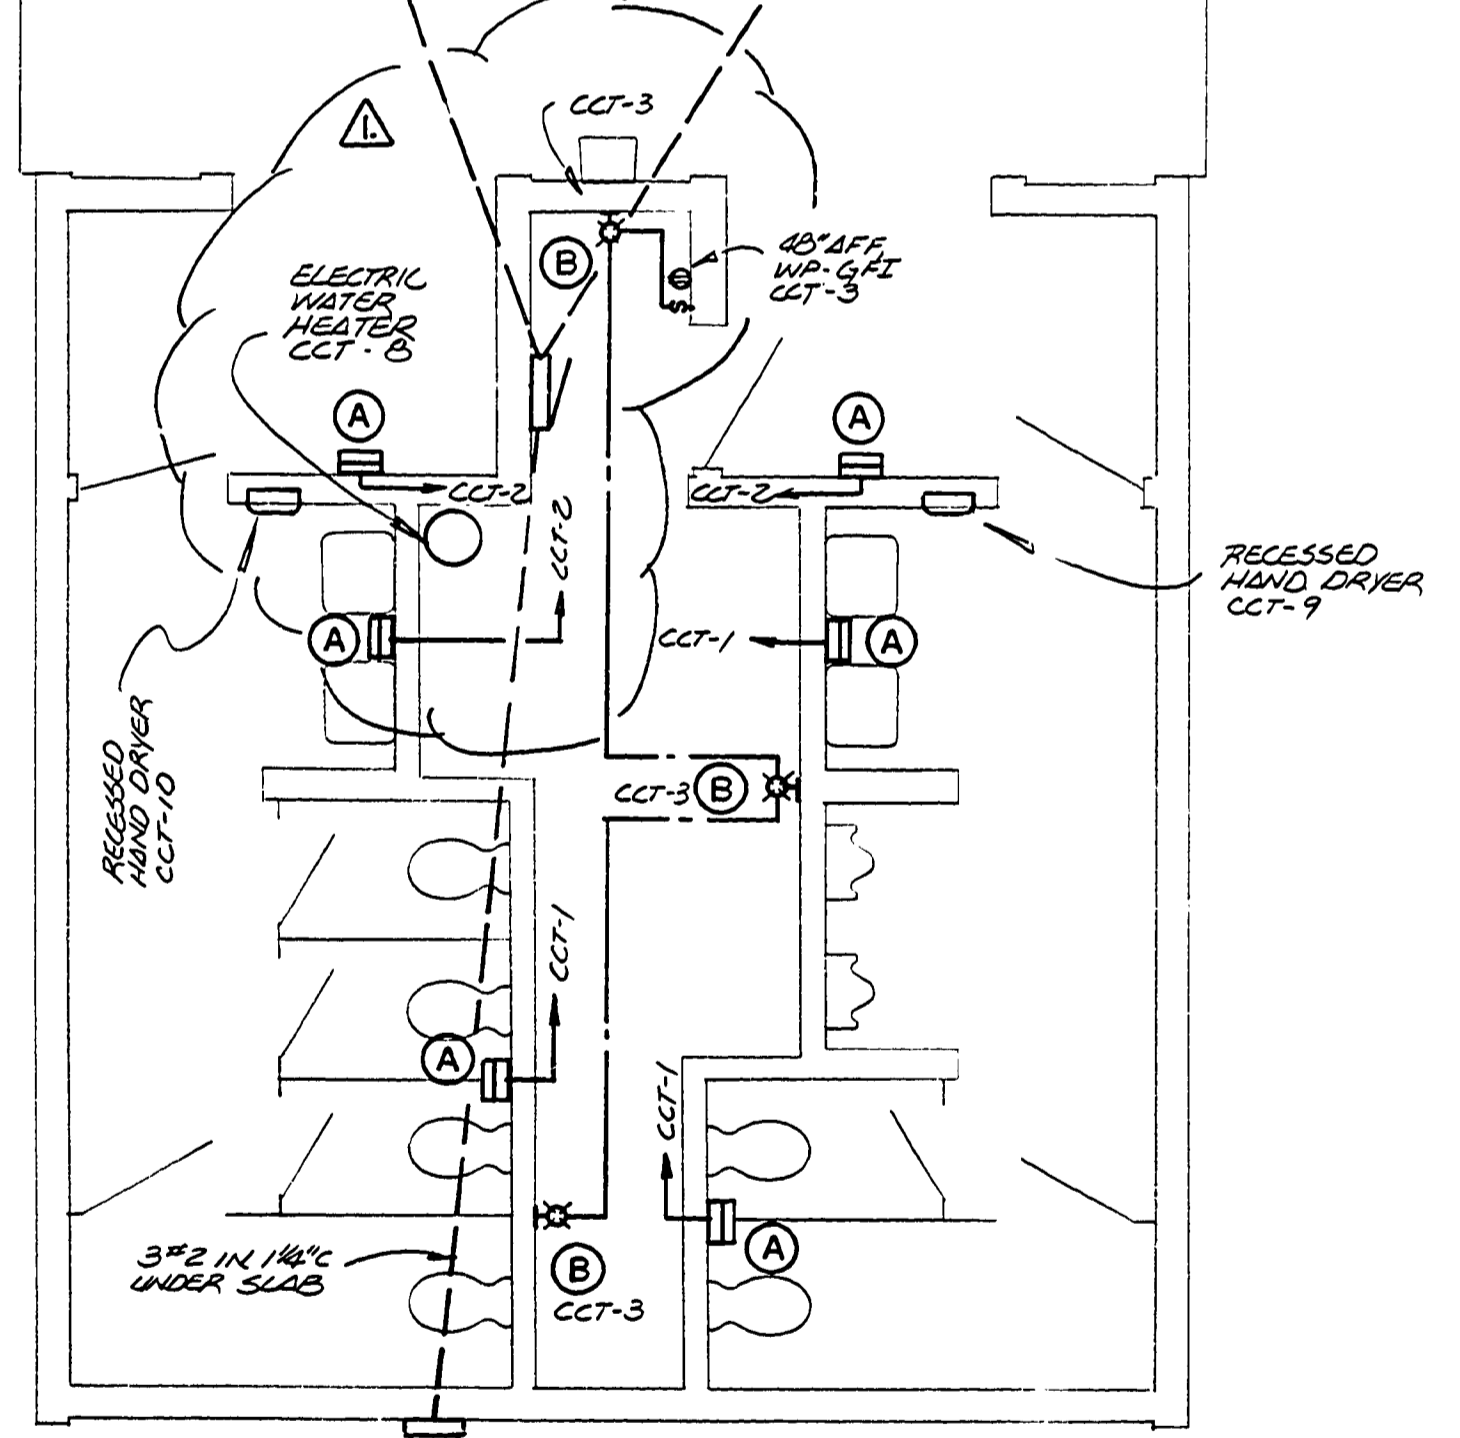 CCT-3
1.
48" AFF,
WP-GFI
CCT-3
B
ELECTRIC
WATER
HEATER
CCT-8
A
A
CCT-2
CCT-2
CCT-2
RECESSED
HAND DRYER
CCT-9
A
CCT-1
A
RECESSED
HAND DRYER
CCT-10
CCT-3
B
CCT-1
A
CCT-1
3#2 IN 1¼"C
UNDER SLAB
A
B
CCT-3